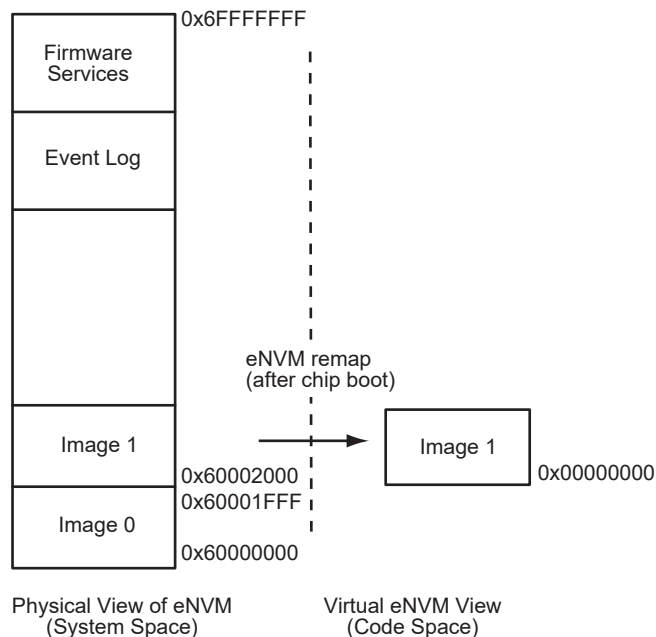 0x6FFFFFFF
Firmware
Services
Event Log
eNVM remap
(after chip boot)
Image 1
Image 1
0x60002000
0x00000000
0x60001FFF
Image 0
0x60000000
Physical View of eNVM
(System Space)
Virtual eNVM View
(Code Space)